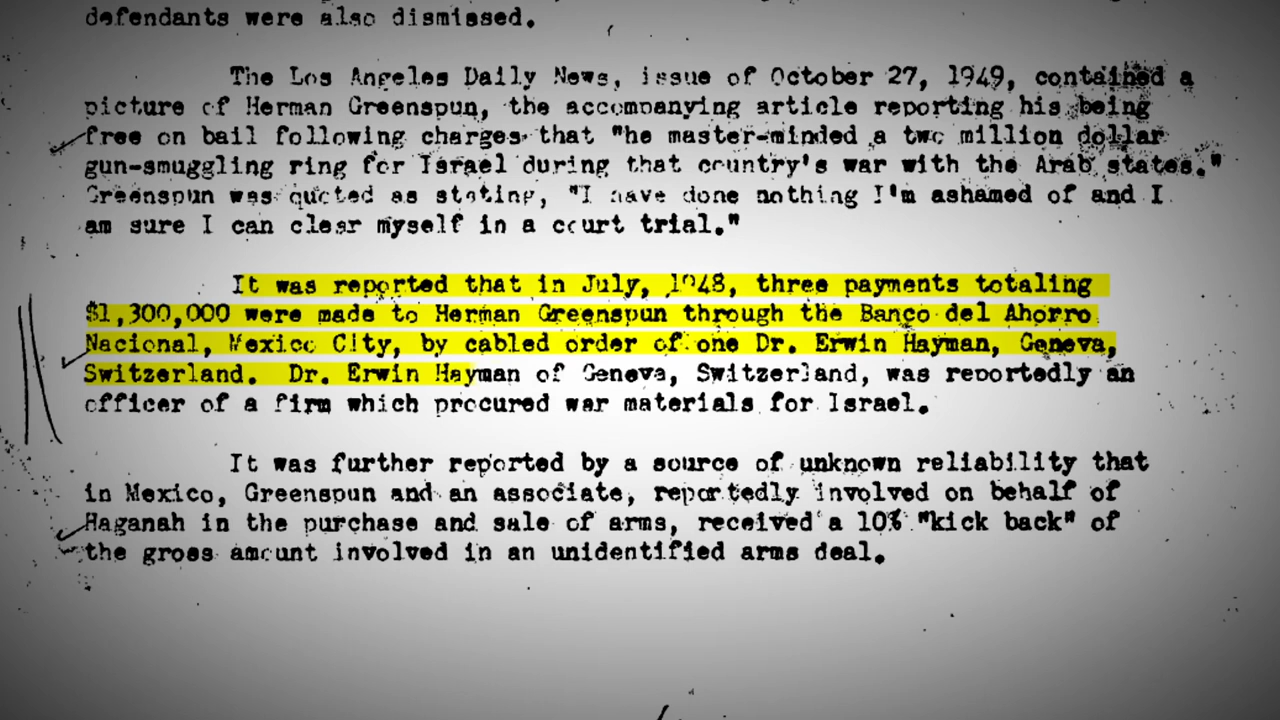 defendants were also dismissed.
The Los Angeles Daily News, issue of October 27, 1949, contained a
picture of Herman Greenspun, the accompanying article reporting his being
free on bail following charges that "he master-minded a two million dollar
gun-smuggling ring for Israel during that country's war with the Arab states."
Greenspun was quoted as stating, "I have done nothing I'm ashamed of and I
am sure I can clear myself in a court trial."
It was reported that in July, 1948, three payments totaling
$1,300,000 were made to Herman Greenspun through the Banco del Ahorro
Nacional, Mexico City, by cabled order of one Dr. Erwin Hayman, Geneva,
Switzerland. Dr. Erwin Hayman of Geneva, Switzerland, was reportedly an
officer of a firm which procured war materials for Israel.
It was further reported by a source of unknown reliability that
in Mexico, Greenspun and an associate, reportedly involved on behalf of
Haganah in the purchase and sale of arms, received a 10% "kick back" of
the gross amount involved in an unidentified arms deal.